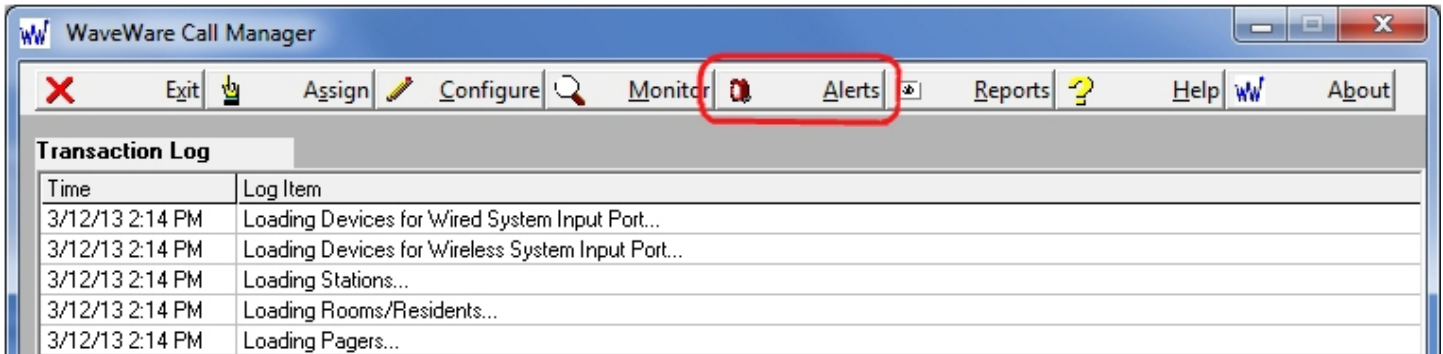 WaveWare Call Manager
Exit Assign Configure Monitor Alerts Reports Help About
Transaction Log
Time Log Item
3/12/13 2:14 PM Loading Devices for Wired System Input Port...
3/12/13 2:14 PM Loading Devices for Wireless System Input Port...
3/12/13 2:14 PM Loading Stations...
3/12/13 2:14 PM Loading Rooms/Residents...
3/12/13 2:14 PM Loading Pagers...